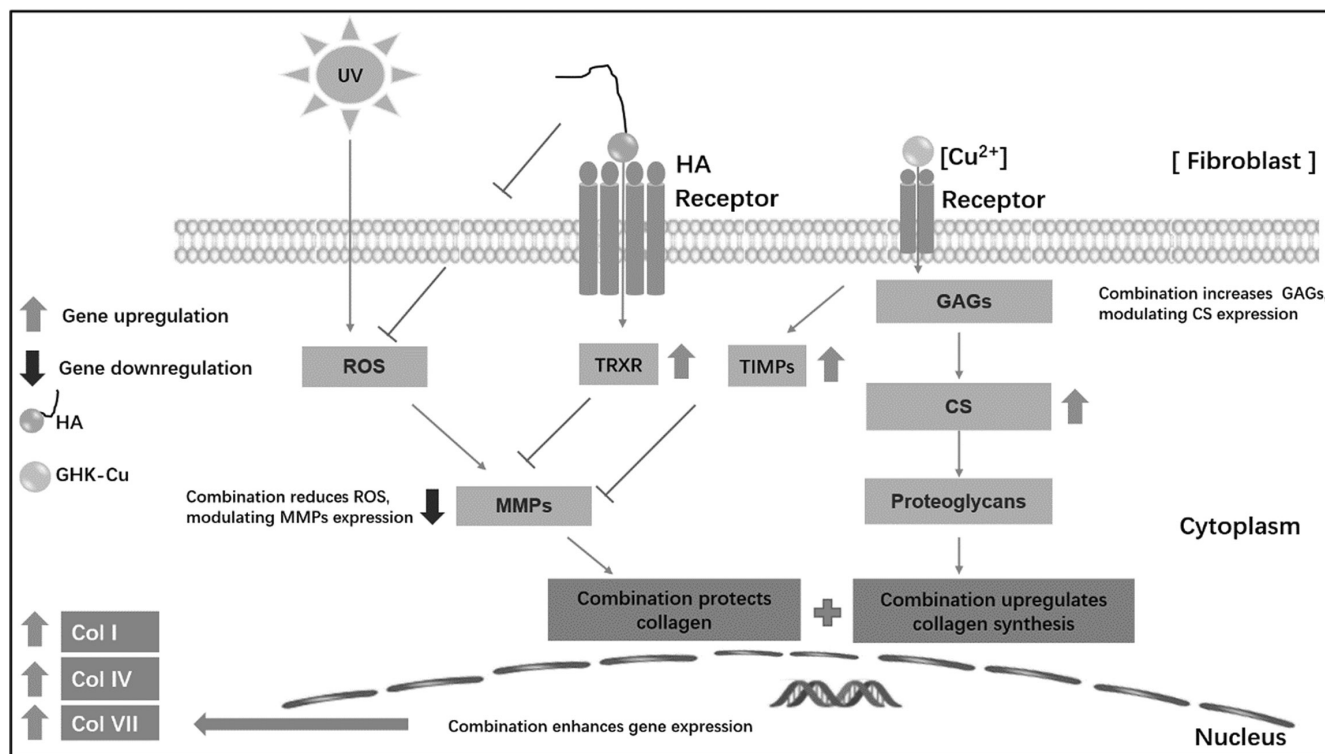 UV
HA
Receptor
[Cu²⁺]
Receptor
[ Fibroblast ]
Gene upregulation
Gene downregulation
HA
GHK-Cu
ROS
TRXR
TIMPs
GAGs
Combination increases GAGs,
modulating CS expression
CS
Combination reduces ROS,
modulating MMPs expression
MMPs
Proteoglycans
Cytoplasm
Combination protects
collagen
Combination upregulates
collagen synthesis
Col I
Col IV
Col VII
Combination enhances gene expression
Nucleus